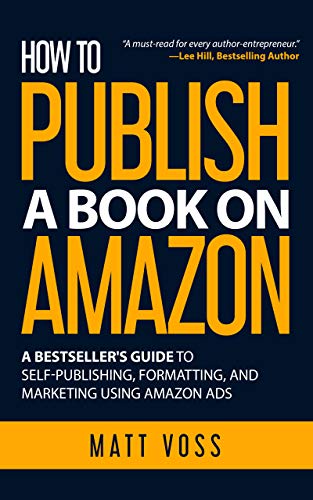 "A must-read for every author-entrepreneur."
—Lee Hill, Bestselling Author
HOW TO
PUBLISH
A BOOK ON
AMAZON
A BESTSELLER'S GUIDE TO
SELF-PUBLISHING, FORMATTING, AND
MARKETING USING AMAZON ADS
MATT VOSS